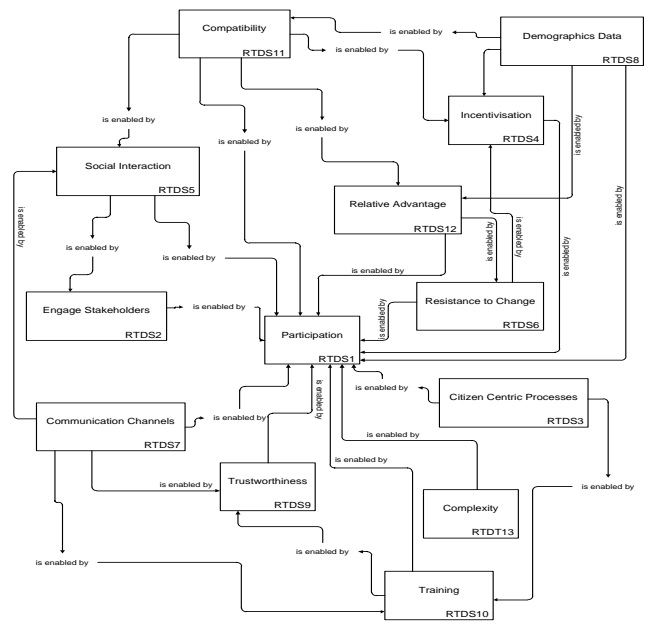 Compatibility
RTDS11
is enabled by
Demographics Data
RTDS8
is enabled by
is enabled by
Incentivisation
RTDS4
is enabled by
is enabled by
is enabled by
Social Interaction
RTDS5
is enabled by
Relative Advantage
RTDS12
is enabled by
is enabled by
is enabled by
is enabled by
is enabled by
is enabled by
is enabled by
is enabled by
Engage Stakeholders
RTDS2
is enabled by
Resistance to Change
RTDS6
is enabled by
Participation
RTDS1
is enabled by
is enabled by
Citizen Centric Processes
RTDS3
Communication Channels
RTDS7
is enabled by
is enabled by
is enabled by
Trustworthiness
RTDS9
is enabled by
is enabled by
Complexity
RTDT13
is enabled by
is enabled by
is enabled by
Training
RTDS10